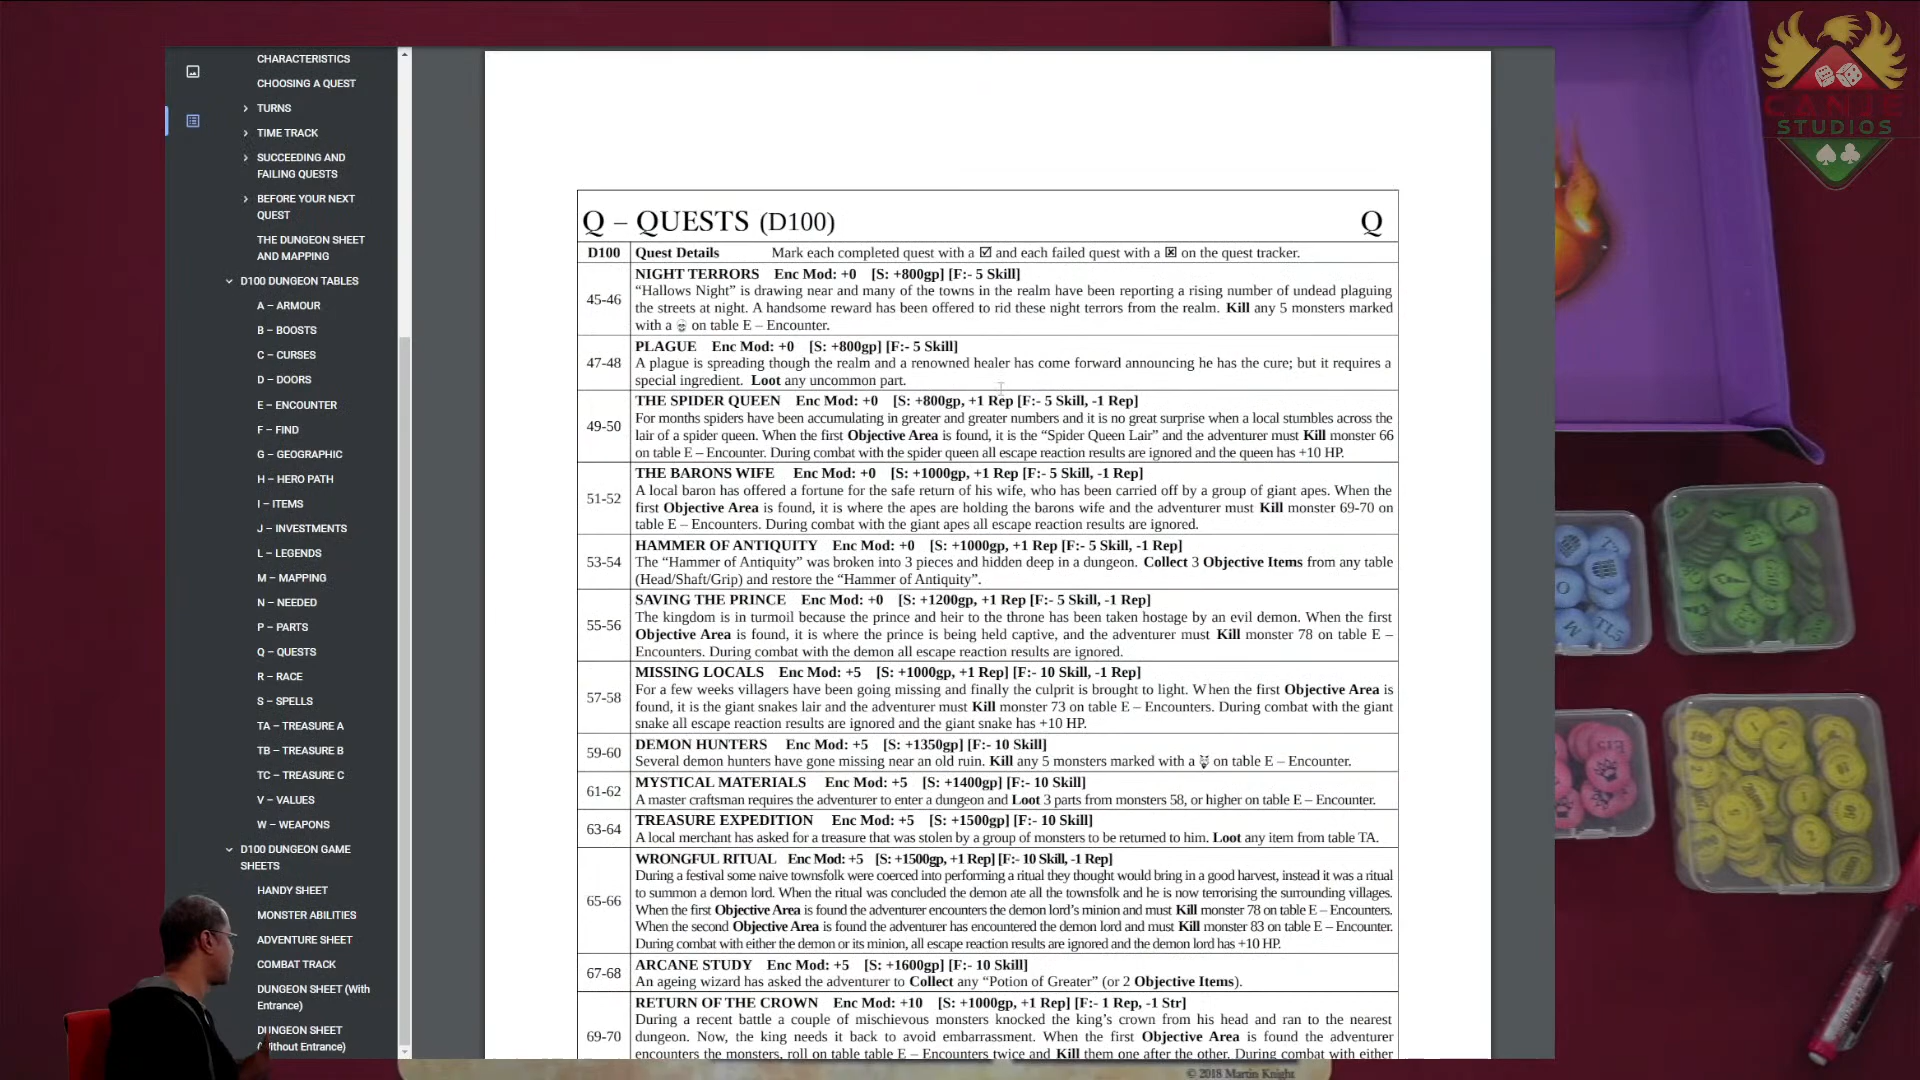 CHARACTERISTICS
CHOOSING A QUEST
TURNS
TIME TRACK
SUCCEEDING AND
FAILING QUESTS
BEFORE YOUR NEXT
QUEST
THE DUNGEON SHEET
AND MAPPING
D100 DUNGEON TABLES
A – ARMOUR
B – BOOSTS
C – CURSES
D – DOORS
E – ENCOUNTER
F – FIND
G – GEOGRAPHIC
H – HERO PATH
I – ITEMS
J – INVESTMENTS
L – LEGENDS
M – MAPPING
N – NEEDED
P – PARTS
Q – QUESTS
R – RACE
S – SPELLS
TA – TREASURE A
TB – TREASURE B
TC – TREASURE C
V – VALUES
W – WEAPONS
D100 DUNGEON GAME
SHEETS
HANDY SHEET
MONSTER ABILITIES
ADVENTURE SHEET
COMBAT TRACK
DUNGEON SHEET (With
Entrance)
DUNGEON SHEET
(Without Entrance)
Q – QUESTS (D100) Q
D100 Quest Details Mark each completed quest with a ☑ and each failed quest with a ☒ on the quest tracker.
NIGHT TERRORS Enc Mod: +0 [S: +800gp] [F:- 5 Skill]
45-46
“Hallows Night” is drawing near and many of the towns in the realm have been reporting a rising number of undead plaguing
the streets at night. A handsome reward has been offered to rid these night terrors from the realm. Kill any 5 monsters marked
with a on table E – Encounter.
PLAGUE Enc Mod: +0 [S: +800gp] [F:- 5 Skill]
47-48
A plague is spreading though the realm and a renowned healer has come forward announcing he has the cure; but it requires a
special ingredient. Loot any uncommon part.
THE SPIDER QUEEN Enc Mod: +0 [S: +800gp, +1 Rep [F:- 5 Skill, -1 Rep]
49-50
For months spiders have been accumulating in greater and greater numbers and it is no great surprise when a local stumbles across the
lair of a spider queen. When the first Objective Area is found, it is the “Spider Queen Lair” and the adventurer must Kill monster 66
on table E – Encounter. During combat with the spider queen all escape reaction results are ignored and the queen has +10 HP.
THE BARONS WIFE Enc Mod: +0 [S: +1000gp, +1 Rep [F:- 5 Skill, -1 Rep]
51-52
A local baron has offered a fortune for the safe return of his wife, who has been carried off by a group of giant apes. When the
first Objective Area is found, it is where the apes are holding the barons wife and the adventurer must Kill monster 69-70 on
table E – Encounters. During combat with the giant apes all escape reaction results are ignored.
HAMMER OF ANTIQUITY Enc Mod: +0 [S: +1000gp, +1 Rep [F:- 5 Skill, -1 Rep]
53-54
The “Hammer of Antiquity” was broken into 3 pieces and hidden deep in a dungeon. Collect 3 Objective Items from any table
(Head/Shaft/Grip) and restore the “Hammer of Antiquity”.
SAVING THE PRINCE Enc Mod: +0 [S: +1200gp, +1 Rep [F:- 5 Skill, -1 Rep]
55-56
The kingdom is in turmoil because the prince and heir to the throne has been taken hostage by an evil demon. When the first
Objective Area is found, it is where the prince is being held captive, and the adventurer must Kill monster 78 on table E –
Encounters. During combat with the demon all escape reaction results are ignored.
MISSING LOCALS Enc Mod: +5 [S: +1000gp, +1 Rep] [F:- 10 Skill, -1 Rep]
57-58
For a few weeks villagers have been going missing and finally the culprit is brought to light. When the first Objective Area is
found, it is the giant snakes lair and the adventurer must Kill monster 73 on table E – Encounters. During combat with the giant
snake all escape reaction results are ignored and the giant snake has +10 HP.
DEMON HUNTERS Enc Mod: +5 [S: +1350gp] [F:- 10 Skill]
59-60
Several demon hunters have gone missing near an old ruin. Kill any 5 monsters marked with a on table E – Encounter.
MYSTICAL MATERIALS Enc Mod: +5 [S: +1400gp] [F:- 10 Skill]
61-62
A master craftsman requires the adventurer to enter a dungeon and Loot 3 parts from monsters 58, or higher on table E – Encounter.
TREASURE EXPEDITION Enc Mod: +5 [S: +1500gp] [F:- 10 Skill]
63-64
A local merchant has asked for a treasure that was stolen by a group of monsters to be returned to him. Loot any item from table TA.
WRONGFUL RITUAL Enc Mod: +5 [S: +1500gp, +1 Rep] [F:- 10 Skill, -1 Rep]
65-66
During a festival some naive townsfolk were coerced into performing a ritual they thought would bring in a good harvest, instead it was a ritual
to summon a demon lord. When the ritual was concluded the demon ate all the townsfolk and he is now terrorising the surrounding villages.
When the first Objective Area is found the adventurer encounters the demon lord’s minion and must Kill monster 78 on table E – Encounters.
When the second Objective Area is found the adventurer has encountered the demon lord and must Kill monster 83 on table E – Encounter.
During combat with either the demon or its minion, all escape reaction results are ignored and the demon lord has +10 HP.
ARCANE STUDY Enc Mod: +5 [S: +1600gp] [F:- 10 Skill]
67-68
An ageing wizard has asked the adventurer to Collect any “Potion of Greater” (or 2 Objective Items).
RETURN OF THE CROWN Enc Mod: +10 [S: +1000gp, +1 Rep] [F:- 1 Rep, -1 Str]
69-70
During a recent battle a couple of mischievous monsters knocked the king’s crown from his head and ran to the nearest
dungeon. Now, the king needs it back to avoid embarrassment. When the first Objective Area is found the adventurer
encounters the monsters, roll on table table E – Encounters twice and Kill them one after the other. During combat with either
© 2018 Martin Knight
CANJE
STUDIOS